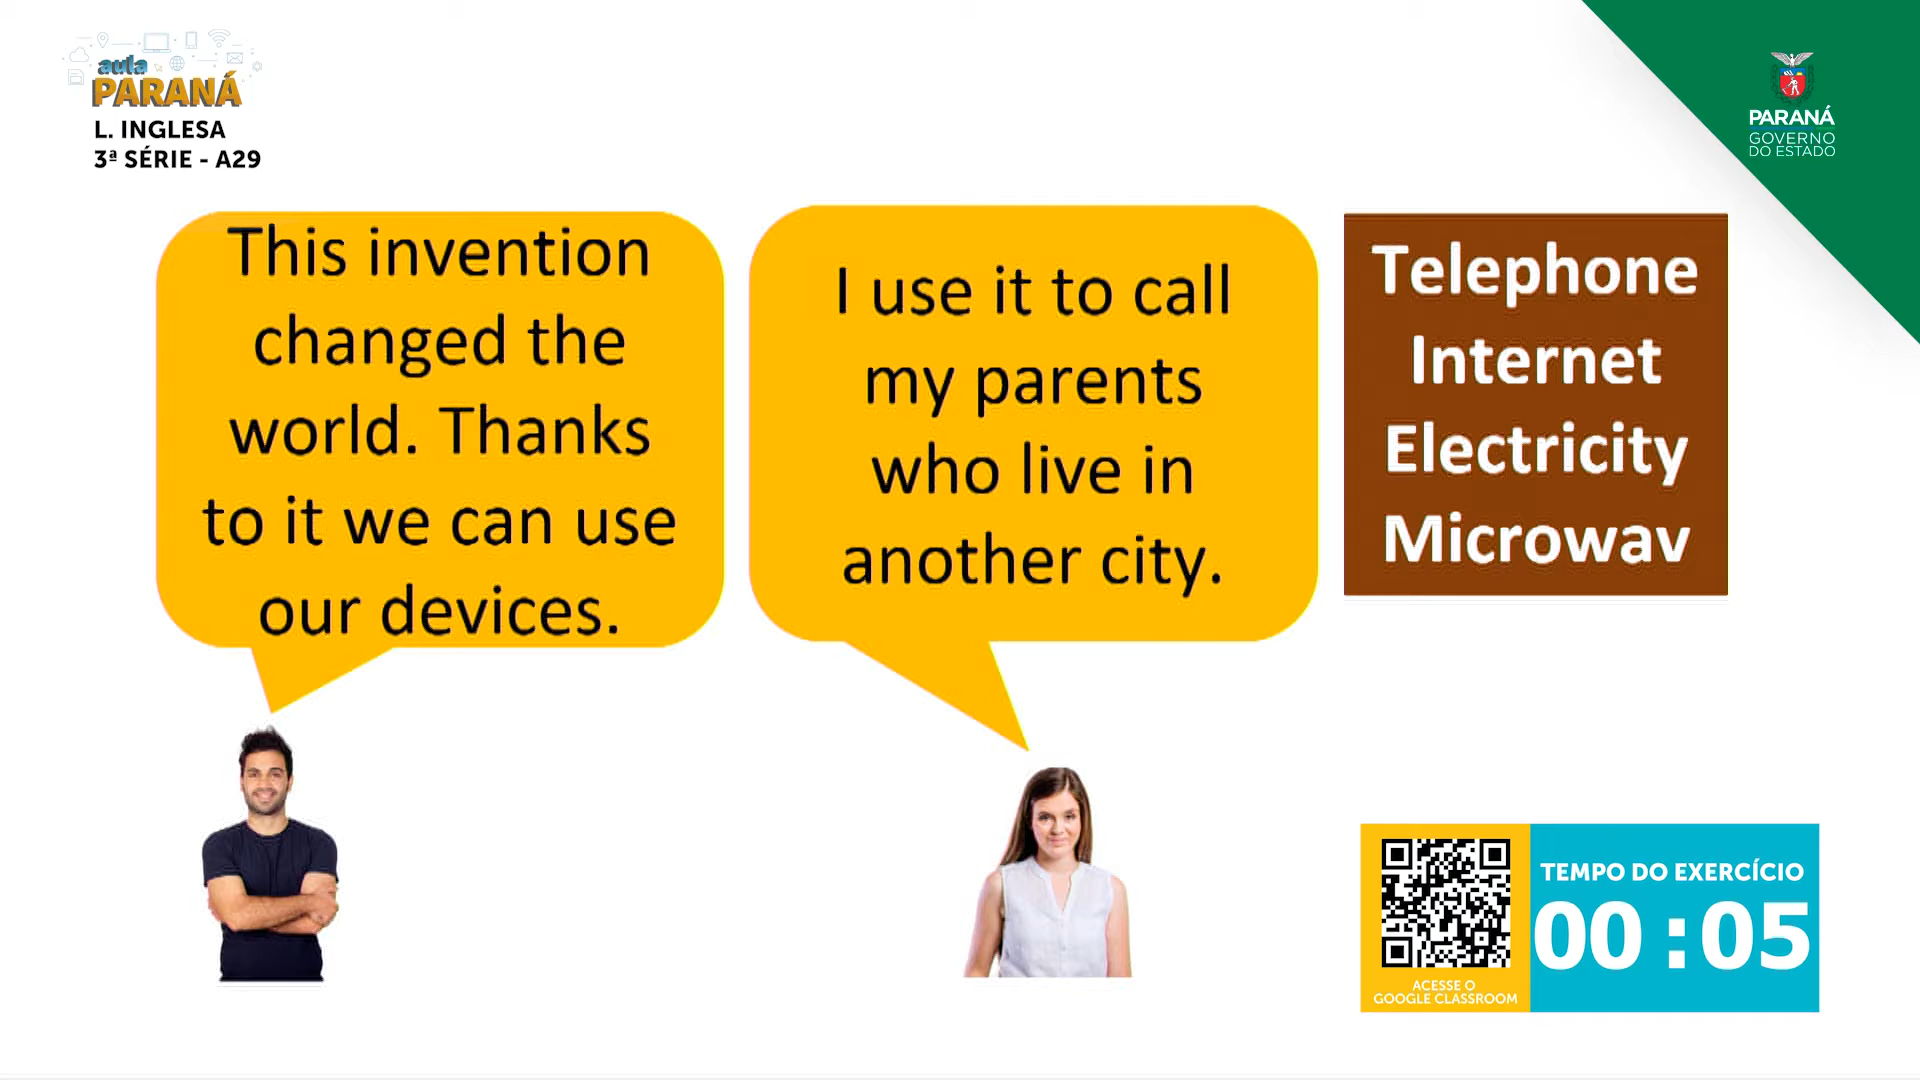 aula
PARANÁ
L. INGLESA
3ª SÉRIE - A29
PARANÁ
GOVERNO
DO ESTADO
This invention
changed the
world. Thanks
to it we can use
our devices.
I use it to call
my parents
who live in
another city.
Telephone
Internet
Electricity
Microwav
ACESSE O
GOOGLE CLASSROOM
TEMPO DO EXERCÍCIO
00 :05